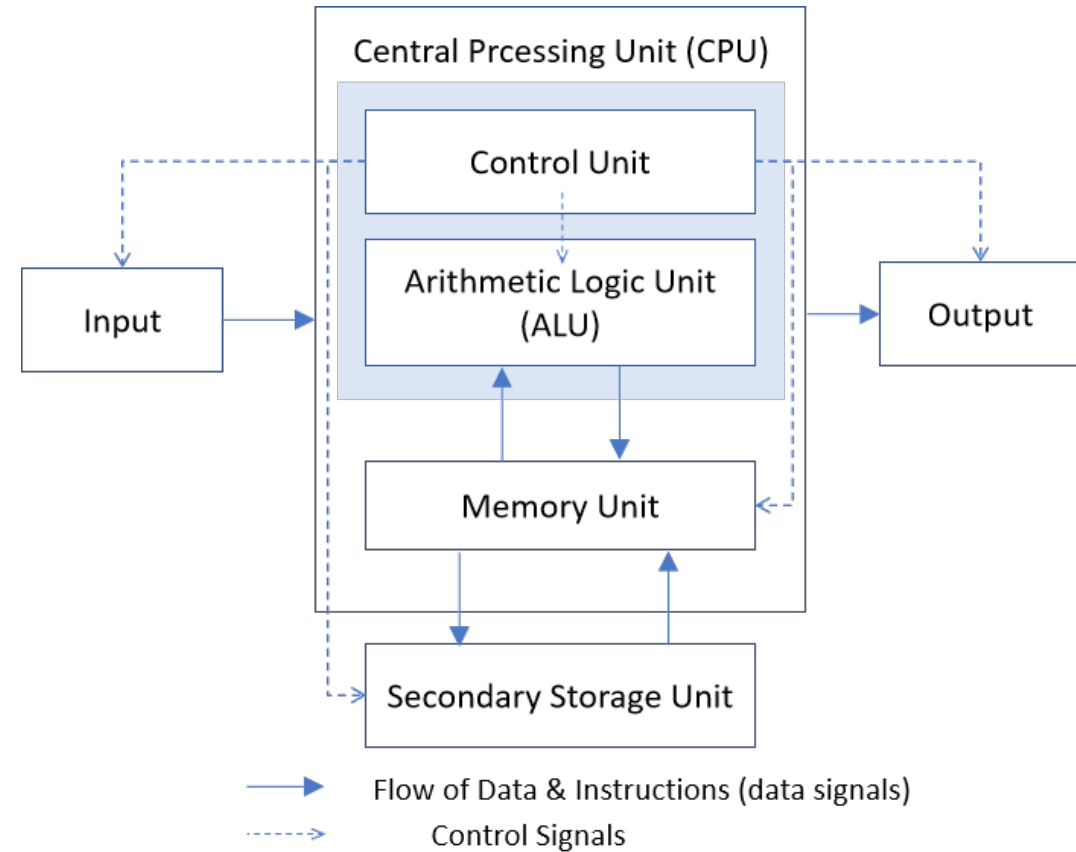 Central Prcessing Unit (CPU)
Control Unit
Arithmetic Logic Unit
(ALU)
Input
Output
Memory Unit
Secondary Storage Unit
Flow of Data & Instructions (data signals)
Control Signals